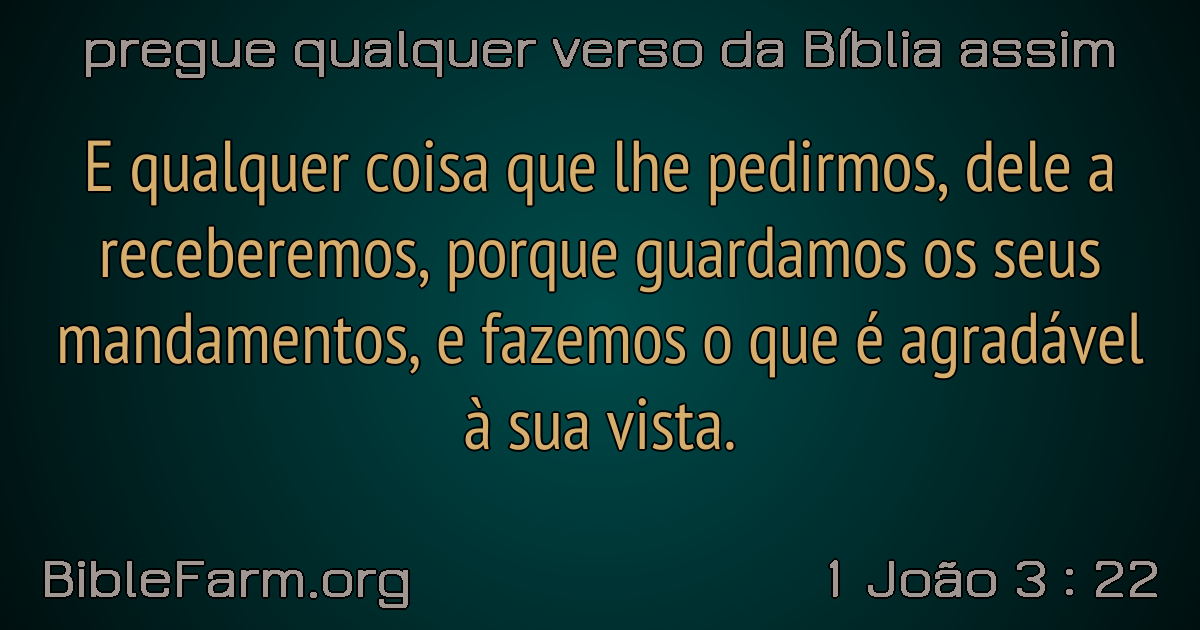 pregue qualquer verso da Bíblia assim
E qualquer coisa que lhe pedirmos, dele a
receberemos, porque guardamos os seus
mandamentos, e fazemos o que é agradável
à sua vista.
BibleFarm.org
1 João 3 : 22